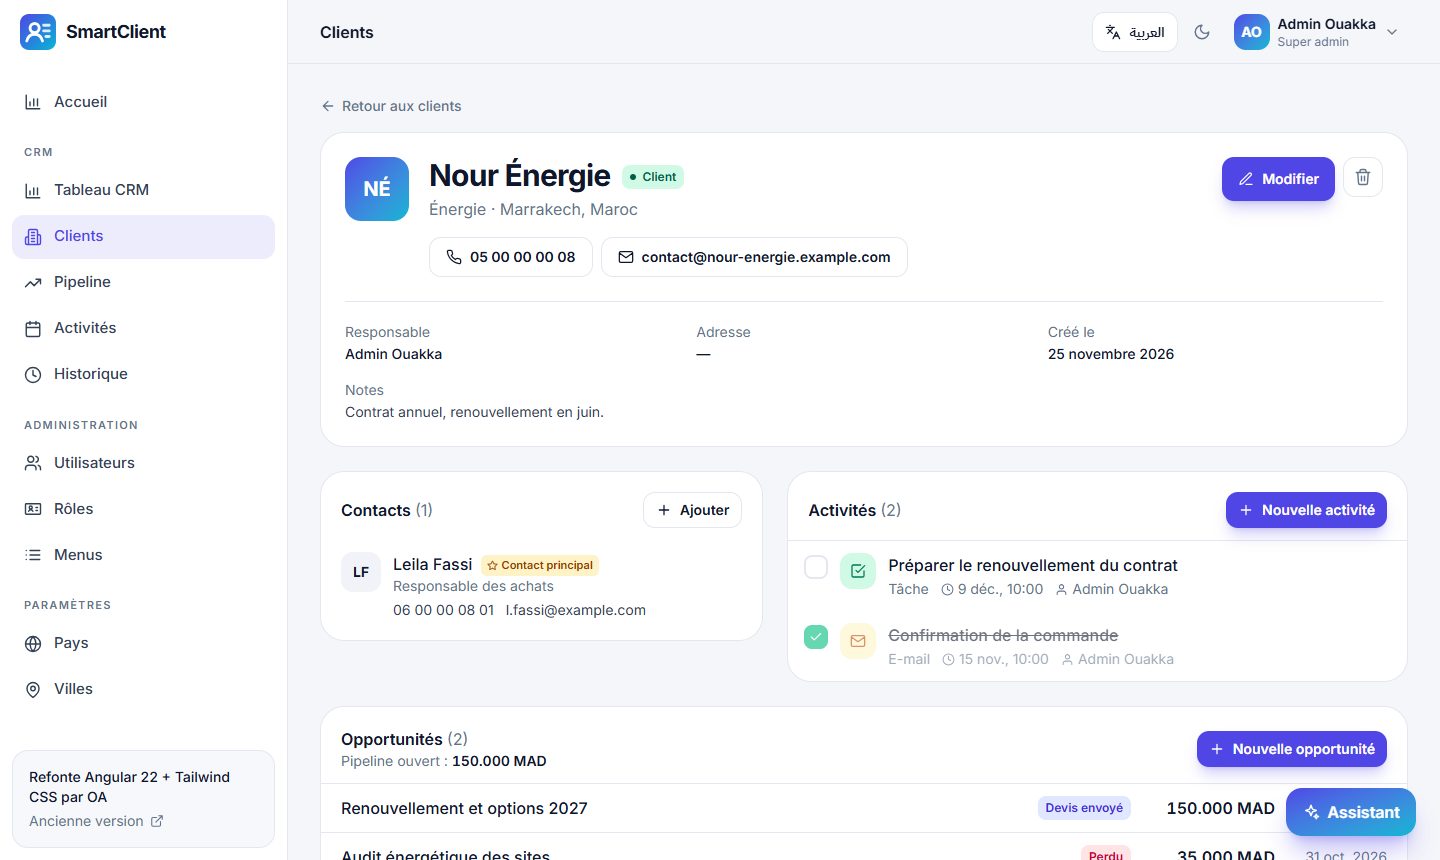 SmartClient
Clients
العربية
AO
Admin Ouakka
Super admin
Accueil
CRM
Tableau CRM
Clients
Pipeline
Activités
Historique
ADMINISTRATION
Utilisateurs
Rôles
Menus
PARAMÈTRES
Pays
Villes
Refonte Angular 22 + Tailwind
CSS par OA
Ancienne version
Retour aux clients
NÉ
Nour Énergie
Client
Énergie · Marrakech, Maroc
05 00 00 00 08
contact@nour-energie.example.com
Modifier
Responsable
Admin Ouakka
Adresse
—
Créé le
25 novembre 2026
Notes
Contrat annuel, renouvellement en juin.
Contacts (1)
Ajouter
LF
Leila Fassi
Contact principal
Responsable des achats
06 00 00 08 01 l.fassi@example.com
Activités (2)
Nouvelle activité
Préparer le renouvellement du contrat
Tâche 9 déc., 10:00 Admin Ouakka
Confirmation de la commande
E-mail 15 nov., 10:00 Admin Ouakka
Opportunités (2)
Pipeline ouvert : 150.000 MAD
Nouvelle opportunité
Renouvellement et options 2027
Devis envoyé
150.000 MAD
Assistant
Audit énergétique des sites
Perdu
35.000 MAD
31 oct. 2026